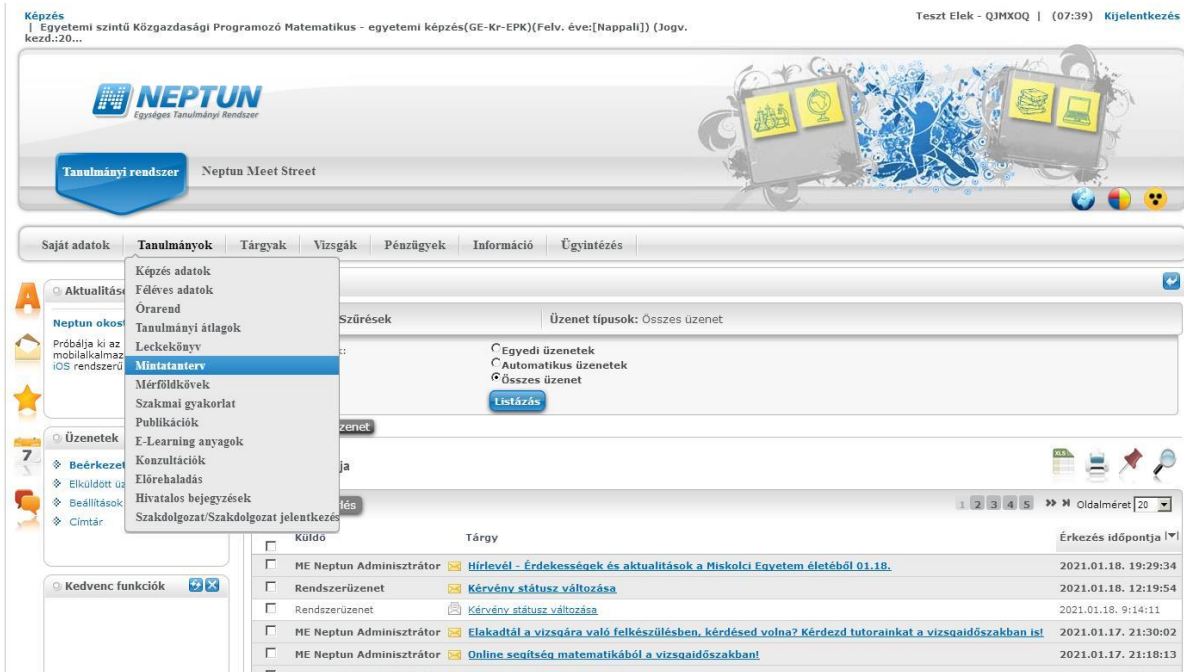 Képzés
| Egyetemi szintű Közgazdasági Programozó Matematikus - egyetemi képzés(GE-Kr-EPK)(Felv. éve:[Nappali]) (Jogv.
kezd.:20...
Teszt Elek - QJMXOQ | (07:39) Kijelentkezés
NEPTUN
Egységes Tanulmányi Rendszer
Tanulmányi rendszer
Neptun Meet Street
Saját adatok Tanulmányok Tárgyak Vizsgák Pénzügyek Információ Ügyintézés
Képzés adatok
Féléves adatok
Órarend
Tanulmányi átlagok
Leckekönyv
Mintatanterv
Mérföldkövek
Szakmai gyakorlat
Publikációk
E-Learning anyagok
Konzultációk
Előrehaladás
Hivatalos bejegyzések
Szakdolgozat/Szakdolgozat jelentkezés
Aktualitáso
Neptun okost
Próbálja ki az
mobilalkalmaz
iOS rendszerű
7
Üzenetek
Beérkezet
Elküldött üz
Beállítások
Címtár
Kedvenc funkciók
Szűrések
Üzenet típusok: Összes üzenet
Egyedi üzenetek
Automatikus üzenetek
Összes üzenet
Listázás
zenet
ja
XLS
lés
1 2 3 4 5 Oldalméret 20
Küldő Tárgy Érkezés időpontja
ME Neptun Adminisztrátor Hírlevél - Érdekességek és aktualitások a Miskolci Egyetem életéből 01.18. 2021.01.18. 19:29:34
Rendszerüzenet Kérvény státusz változása 2021.01.18. 12:19:54
Rendszerüzenet Kérvény státusz változása 2021.01.18. 9:14:11
ME Neptun Adminisztrátor Elakadtál a vizsgára való felkészülésben, kérdésed volna? Kérdezd tutorainkat a vizsgaidőszakban is! 2021.01.17. 21:30:02
ME Neptun Adminisztrátor Online segítség matematikából a vizsgaidőszakban! 2021.01.17. 21:18:13